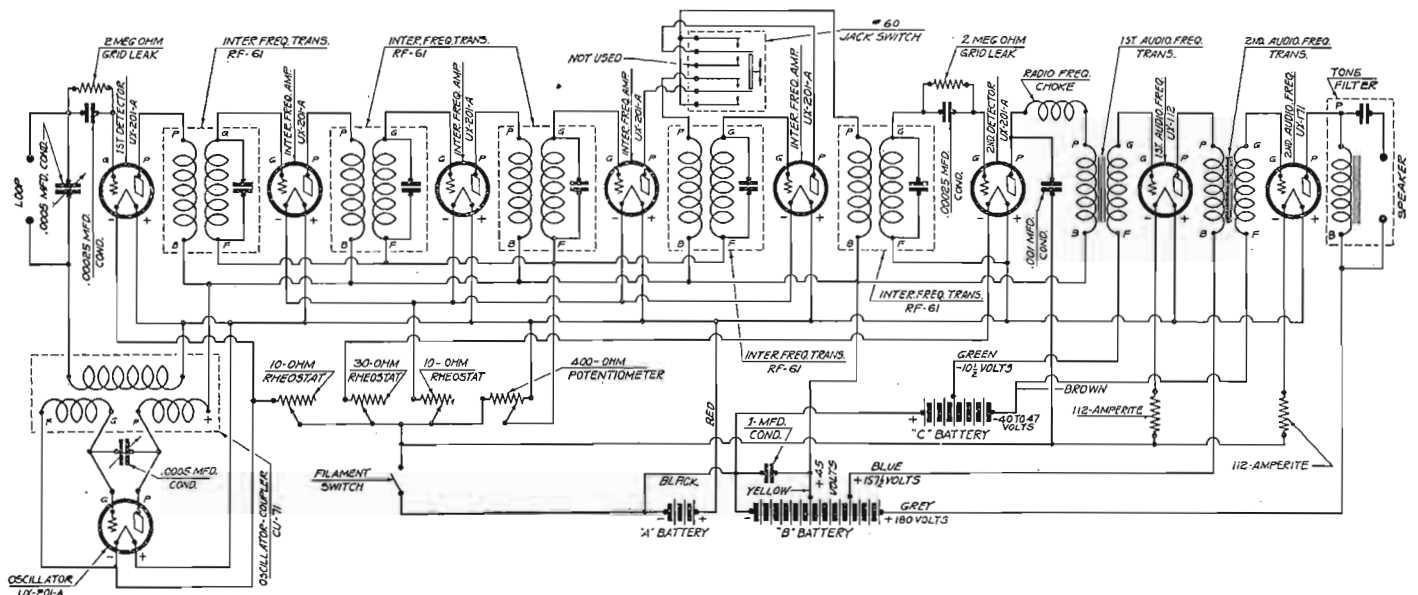 2 MEG OHM
GRID LEAK
INTER FREQ. TRANS.
RF-61
INTER.FREQ.TRANS.
RF-61
#60
JACK SWITCH
NOT USED
2 MEG OHM
GRID LEAK
RADIO FREQ.
CHOKE
1ST AUDIO. FREQ.
TRANS.
2ND. AUDIO. FREQ.
TRANS.
TONE
FILTER
LOOP
.0005 MFD. COND.
.00025 MFD.
COND.
1ST DETECTOR
UX-201-A
INTER FREQ. AMP.
UX-201-A
INTER. FREQ. AMP.
UX-201-A
INTER. FREQ. AMP
UX-201-A
INTER FREQ. AMP.
UX-201-A
.00025 MFD.
COND.
2ND DETECTOR
UX-201-A
.001 MFD.
COND.
1ST. AUDIO FREQ.
UX-112
2ND. AUDIO FREQ.
UX-171
SPEAKER
G P - +
P G B F
G P - +
P G B F
G P - +
P G B F
G P - +
P G B F
G P - +
P G B F
G P - +
P G B F
G P - +
P G B F
G P - +
P B
INTER.FREQ. TRANS.
RF-61
INTER.FREQ.TRANS.
RF-61
10-OHM
RHEOSTAT
30-OHM
RHEOSTAT
10-OHM
RHEOSTAT
400-OHM
POTENTIOMETER
RED
GREEN
-10½ VOLTS
BROWN
+ -40 TO 47
VOLTS
"C" BATTERY
112-AMPERITE
112-AMPERITE
F G P +
.0005 MFD.
COND.
G P
- +
OSCILLATOR
UX-201-A
OSCILLATOR-COUPLER
CU-71
FILAMENT
SWITCH
BLACK
- +
"A" BATTERY
1-MFD.
COND.
YELLOW
+45
VOLTS
BLUE
+157½ VOLTS
GREY
+180 VOLTS
-
"B" BATTERY